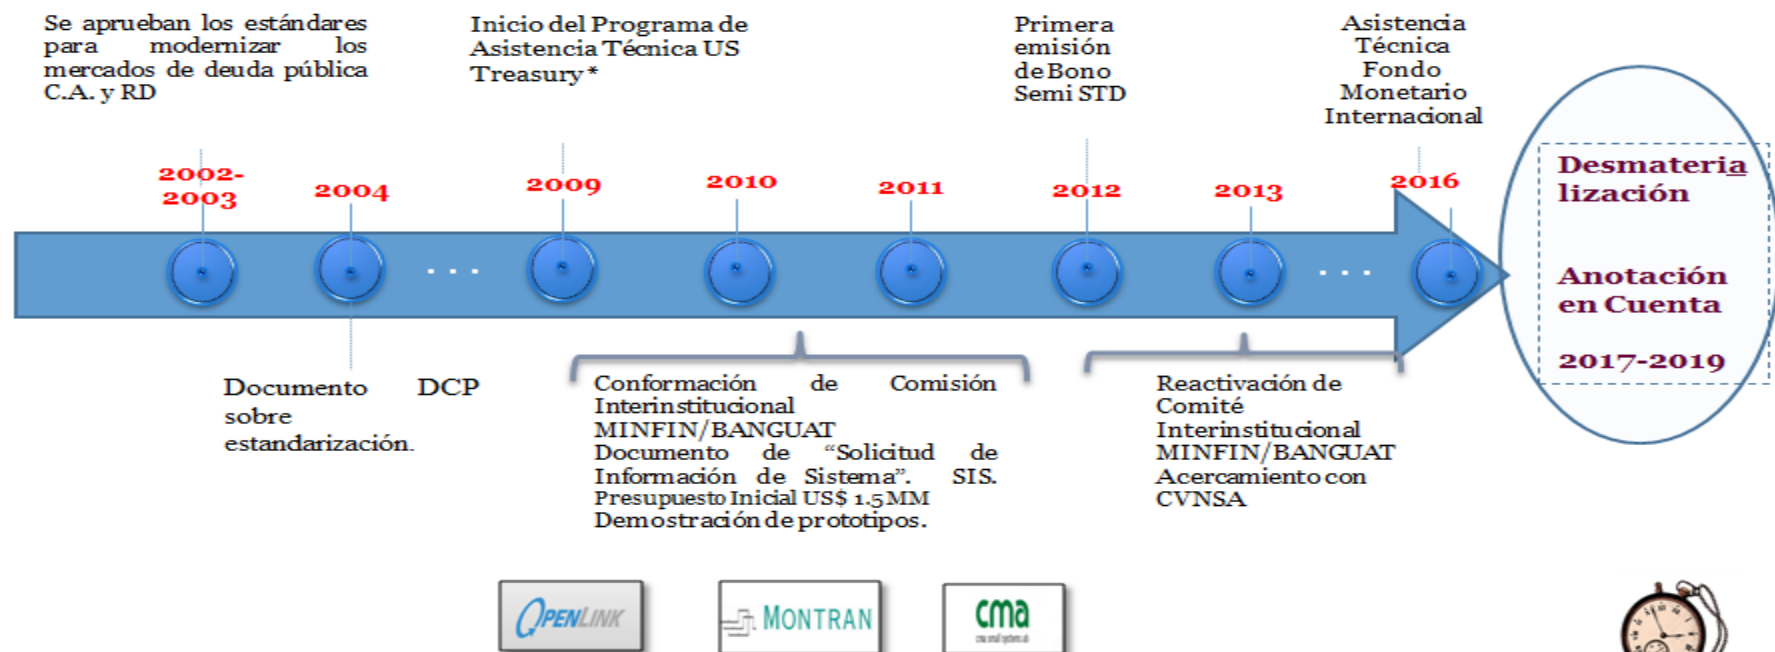 Se aprueban los estándares
para modernizar los
mercados de deuda pública
C.A. y RD
Inicio del Programa de
Asistencia Técnica US
Treasury*
Primera
emisión
de Bono
Semi STD
Asistencia
Técnica
Fondo
Monetario
Internacional
2002-
2003
2004
2009
2010
2011
2012
2013
2016
. . .
. . .
Desmateria
lización
Anotación
en Cuenta
2017-2019
Documento DCP
sobre
estandarización.
Conformación de Comisión
Interinstitucional
MINFIN/BANGUAT
Documento de “Solicitud de
Información de Sistema”. SIS.
Presupuesto Inicial US$ 1.5MM
Demostración de prototipos.
Reactivación de
Comité
Interinstitucional
MINFIN/BANGUAT
Acercamiento con
CVNSA
OPENLINK
MONTRAN
cma
cma small systems ab